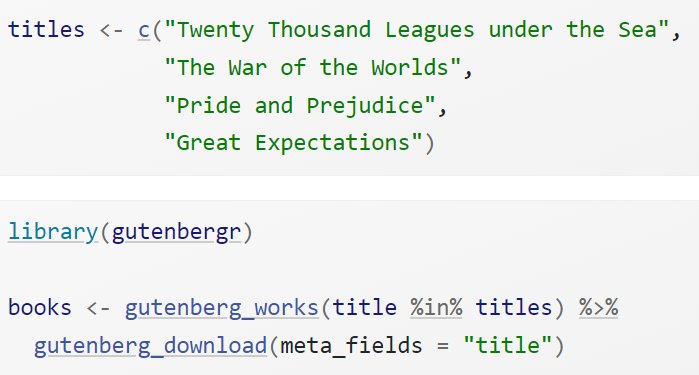 titles <- c("Twenty Thousand Leagues under the Sea",
"The War of the Worlds",
"Pride and Prejudice",
"Great Expectations")
library(gutenbergr)
books <- gutenberg_works(title %in% titles) %>%
gutenberg_download(meta_fields = "title")